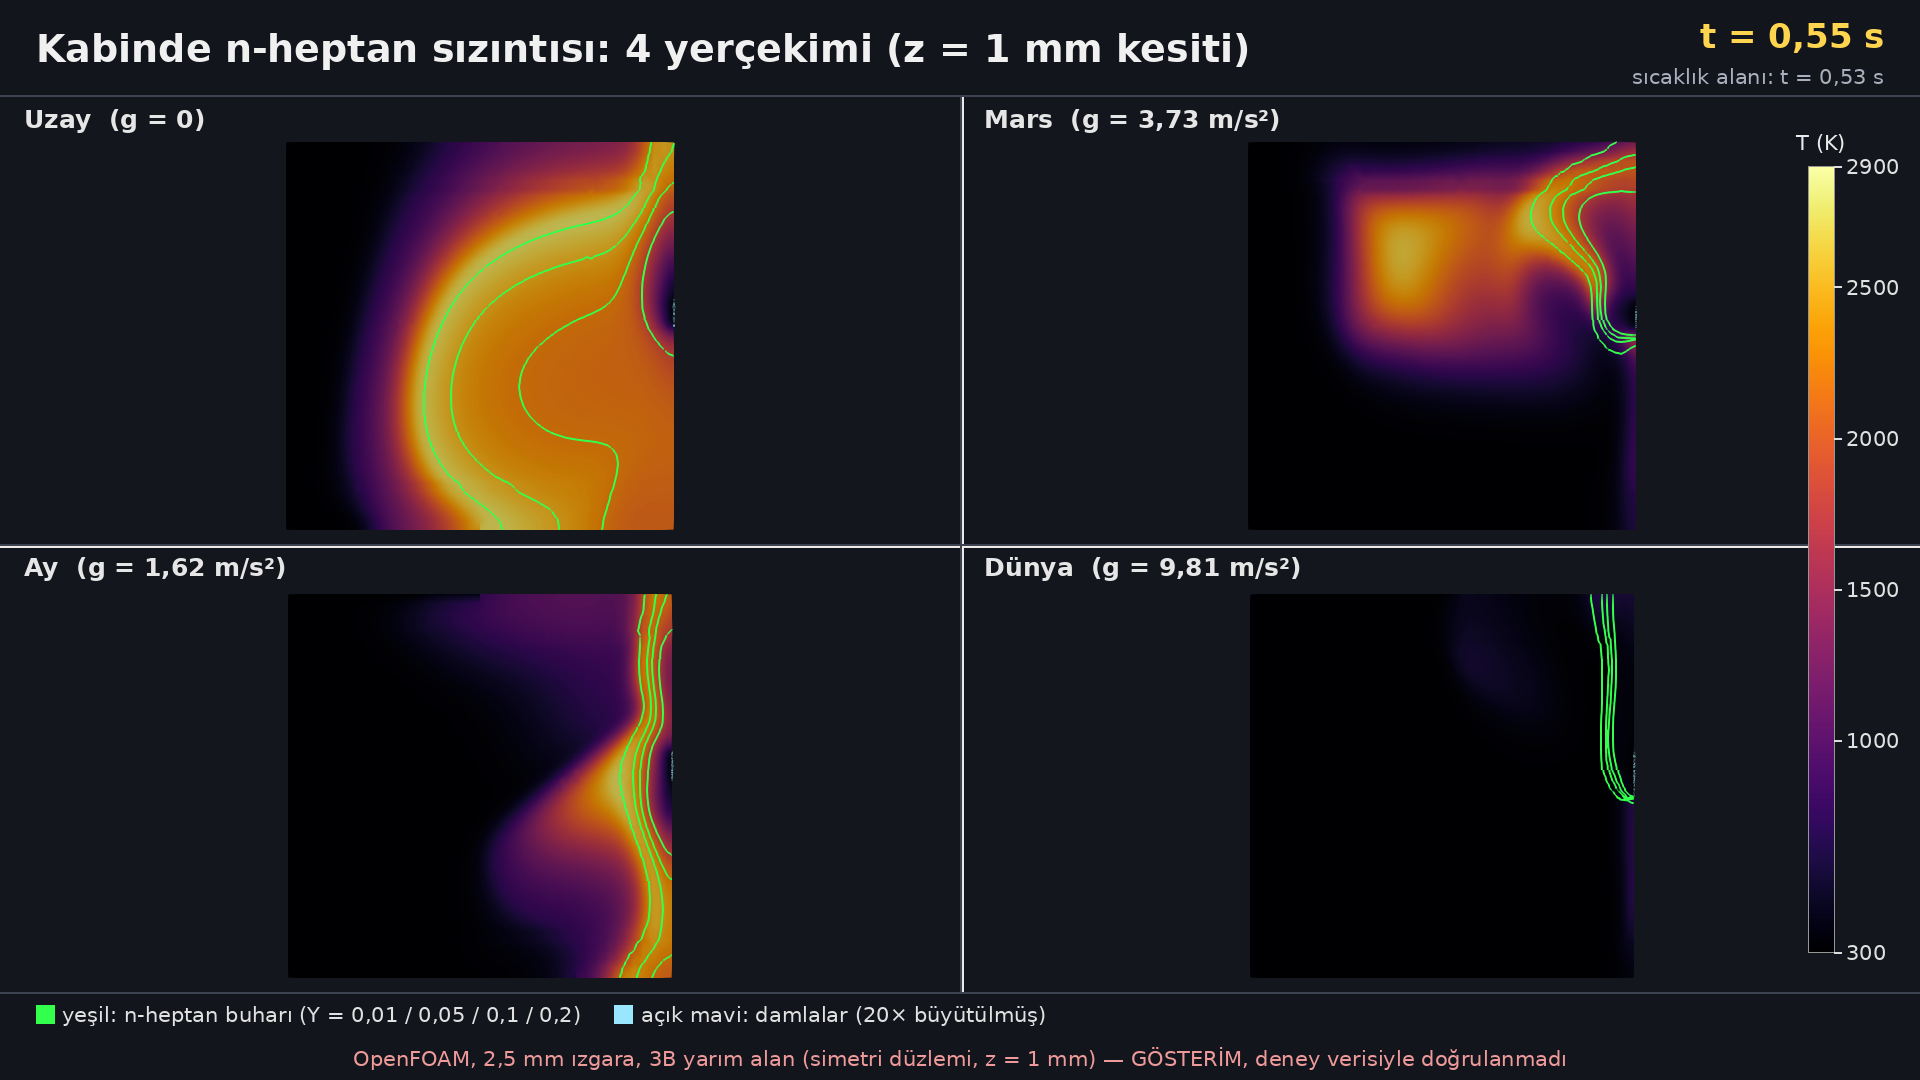 Kabinde n-heptan sızıntısı: 4 yerçekimi (z = 1 mm kesiti)
t = 0,55 s
sıcaklık alanı: t = 0,53 s
Uzay (g = 0)
Mars (g = 3,73 m/s²)
T (K)
2900
2500
2000
1500
1000
300
Ay (g = 1,62 m/s²)
Dünya (g = 9,81 m/s²)
yeşil: n-heptan buharı (Y = 0,01 / 0,05 / 0,1 / 0,2)
açık mavi: damlalar (20× büyütülmüş)
OpenFOAM, 2,5 mm ızgara, 3B yarım alan (simetri düzlemi, z = 1 mm) — GÖSTERİM, deney verisiyle doğrulanmadı